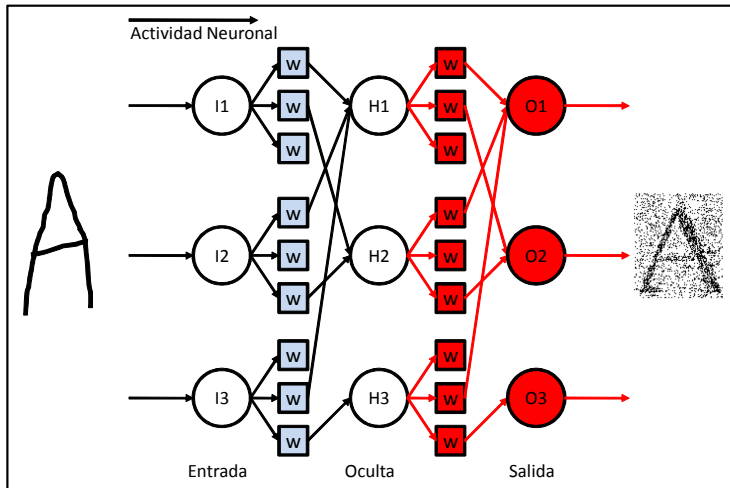 Actividad Neuronal
w w
I1 w H1 w O1
w w
w w
I2 w H2 w O2
w w
w w
I3 w H3 w O3
w w
Entrada Oculta Salida